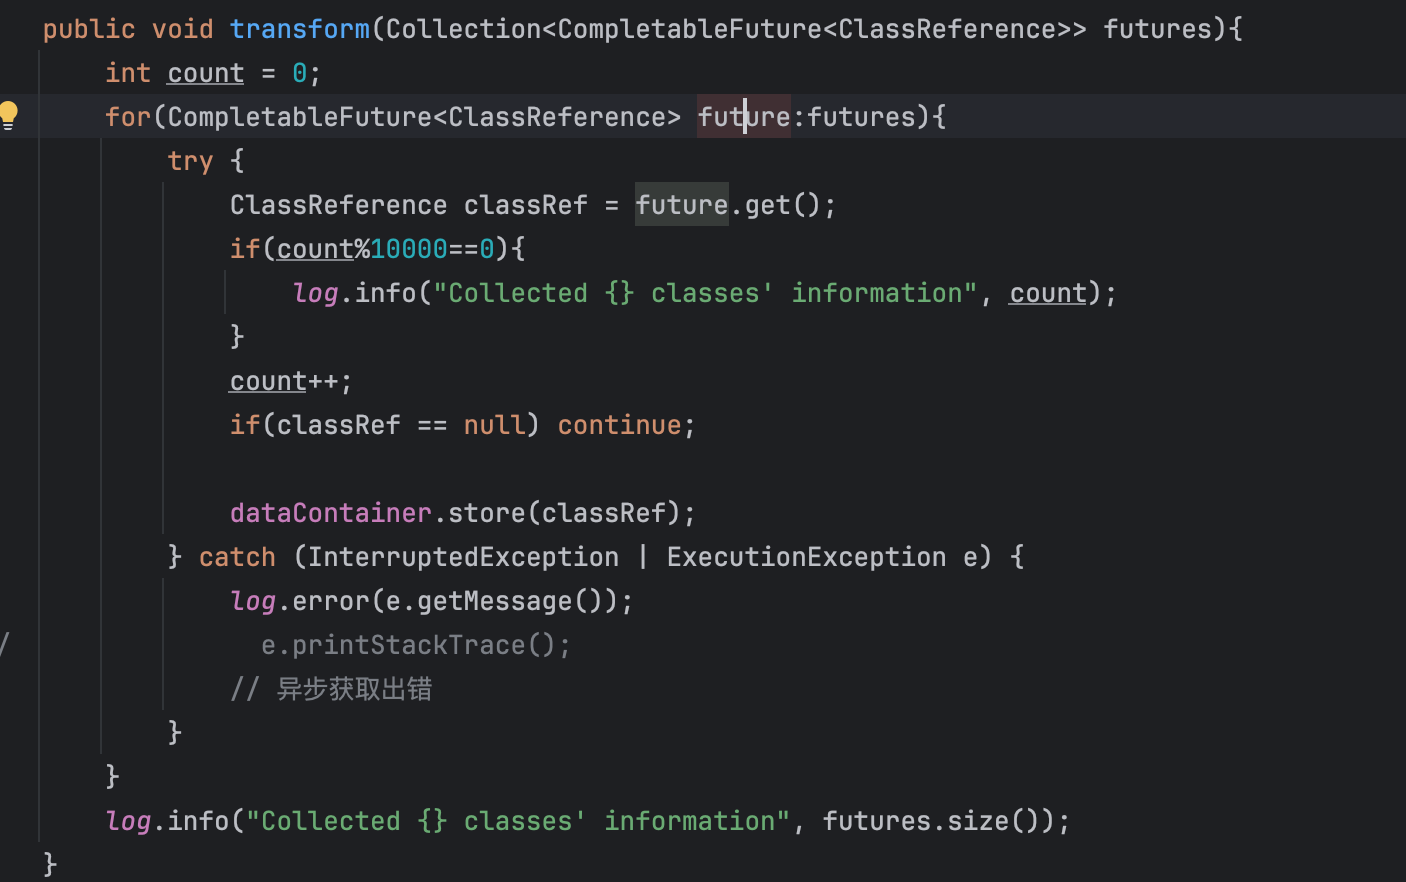 public void transform(Collection<CompletableFuture<ClassReference>> futures){
    int count = 0;
    for(CompletableFuture<ClassReference> future:futures){
        try {
            ClassReference classRef = future.get();
            if(count%10000==0){
                log.info("Collected {} classes' information", count);
            }
            count++;
            if(classRef == null) continue;

            dataContainer.store(classRef);
        } catch (InterruptedException | ExecutionException e) {
            log.error(e.getMessage());
/             e.printStackTrace();
            // 异步获取出错
        }
    }
    log.info("Collected {} classes' information", futures.size());
}